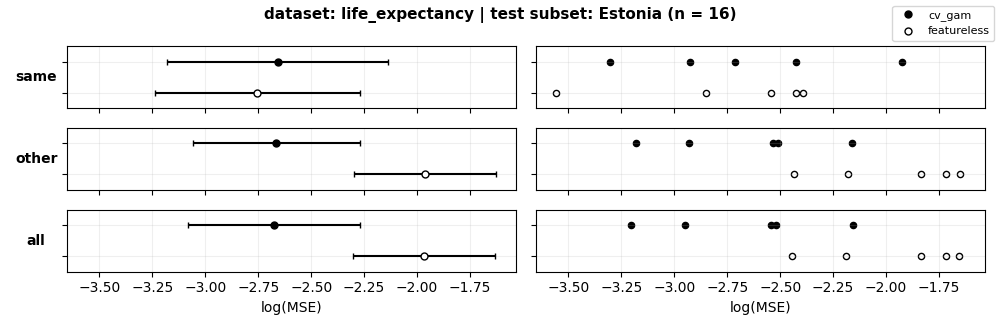 dataset: life_expectancy | test subset: Estonia (n = 16)
cv_gam
featureless
same
other
all
−3.50 −3.25 −3.00 −2.75 −2.50 −2.25 −2.00 −1.75
−3.50 −3.25 −3.00 −2.75 −2.50 −2.25 −2.00 −1.75
log(MSE)
log(MSE)